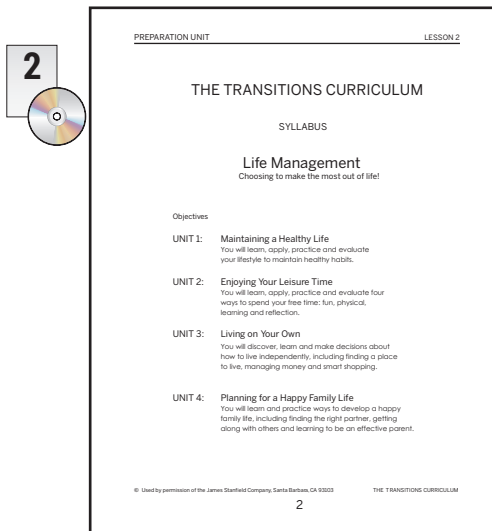 2
PREPARATION UNIT LESSON 2
THE TRANSITIONS CURRICULUM
SYLLABUS
Life Management
Choosing to make the most out of life!
Objectives
UNIT 1: Maintaining a Healthy Life
You will learn, apply, practice and evaluate
your lifestyle to maintain healthy habits.
UNIT 2: Enjoying Your Leisure Time
You will learn, apply, practice and evaluate four
ways to spend your free time: fun, physical,
learning and reflection.
UNIT 3: Living on Your Own
You will discover, learn and make decisions about
how to live independently, including finding a place
to live, managing money and smart shopping.
UNIT 4: Planning for a Happy Family Life
You will learn and practice ways to develop a happy
family life, including finding the right partner, getting
along with others and learning to be an effective parent.
© Used by permission of the James Stanfield Company, Santa Barbara, CA 93103 THE TRANSITIONS CURRICULUM
2